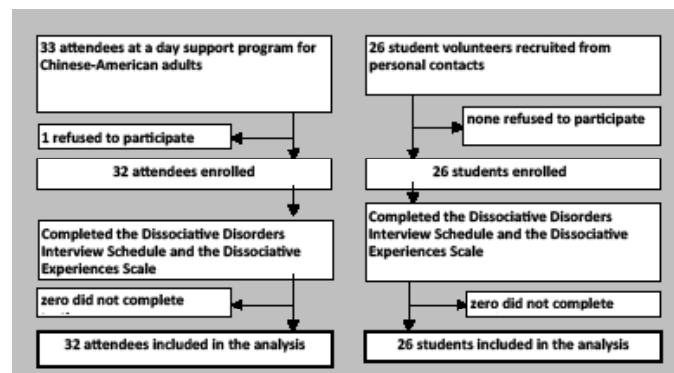 33 attendees at a day support program for
Chinese-American adults
1 refused to participate
32 attendees enrolled
Completed the Dissociative Disorders
Interview Schedule and the Dissociative
Experiences Scale
zero did not complete
32 attendees included in the analysis
26 student volunteers recruited from
personal contacts
none refused to participate
26 students enrolled
Completed the Dissociative Disorders
Interview Schedule and the Dissociative
Experiences Scale
zero did not complete
26 students included in the analysis